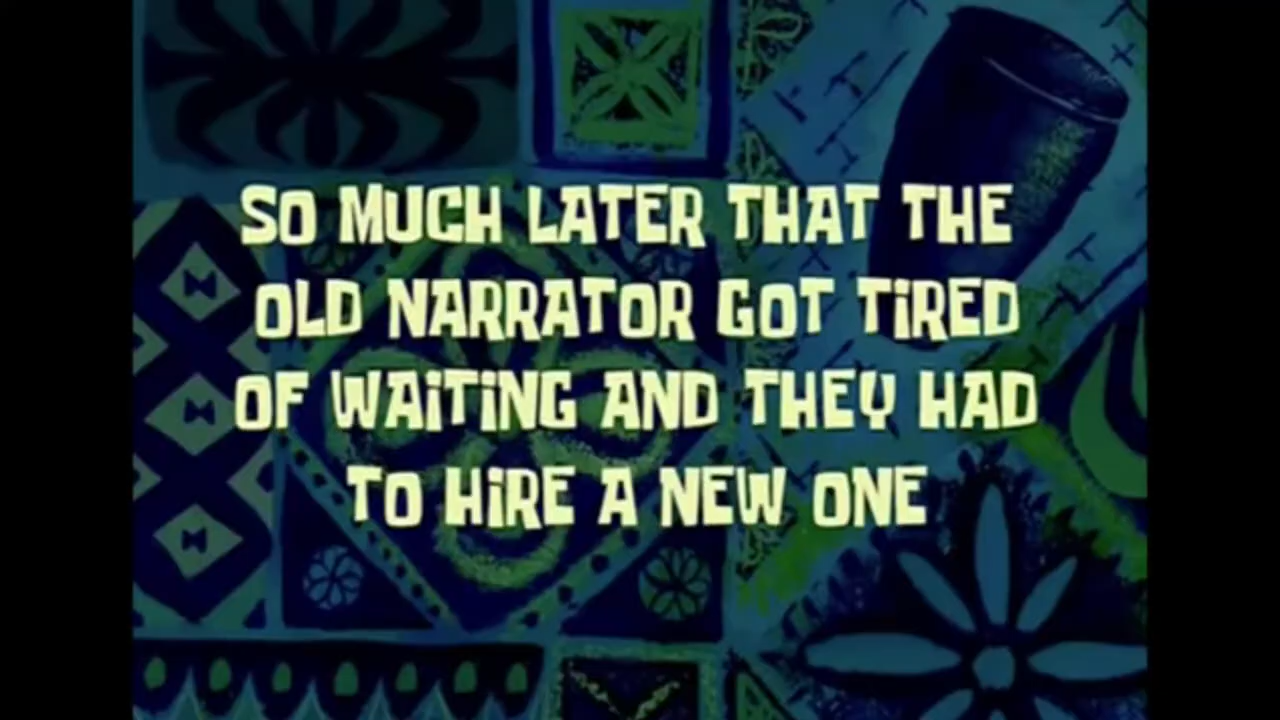 SO MUCH LATER THAT THE
OLD NARRATOR GOT TiRED
OF WAiTiNG AND THEY HAD
TO HiRE A NEW ONE